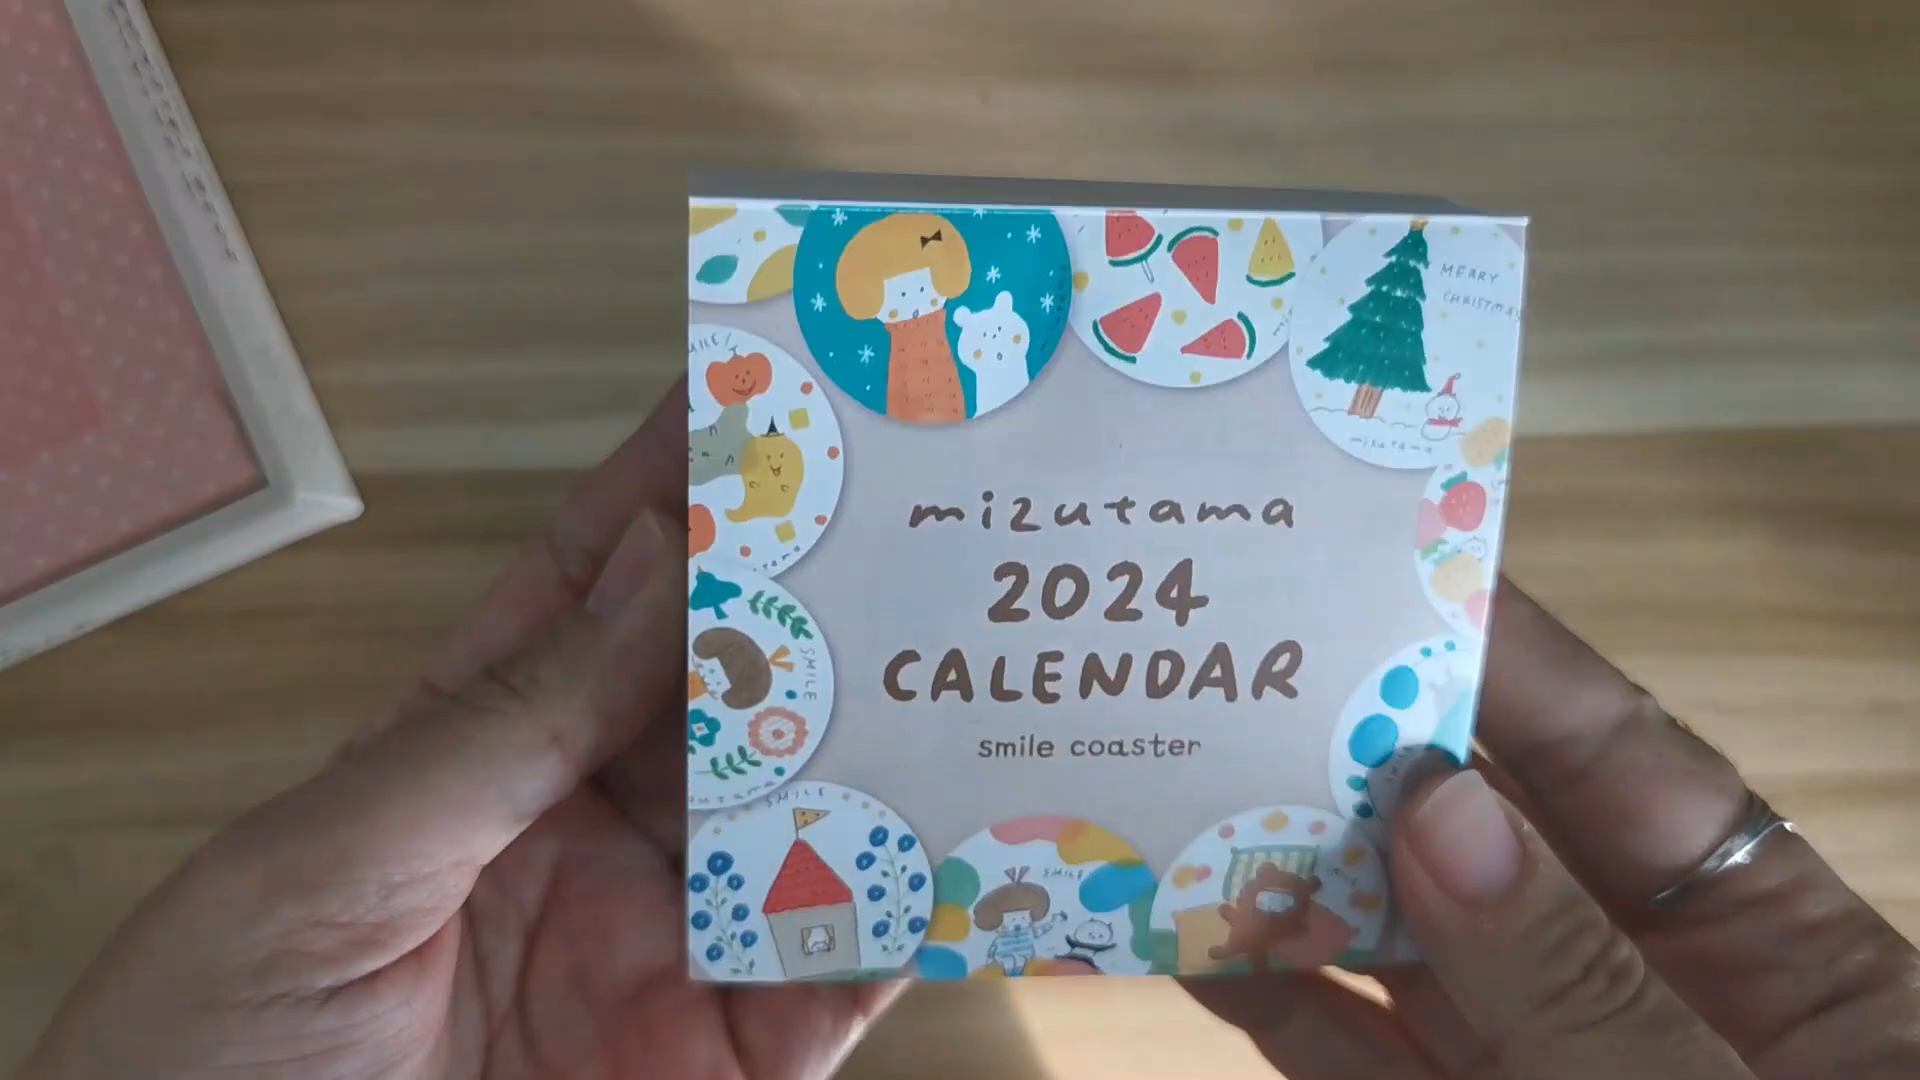 MERRY
CHRISTMAS
mizutama
mizutama
2024
CALENDAR
smile coaster
SMILE
SMILE
SMILE